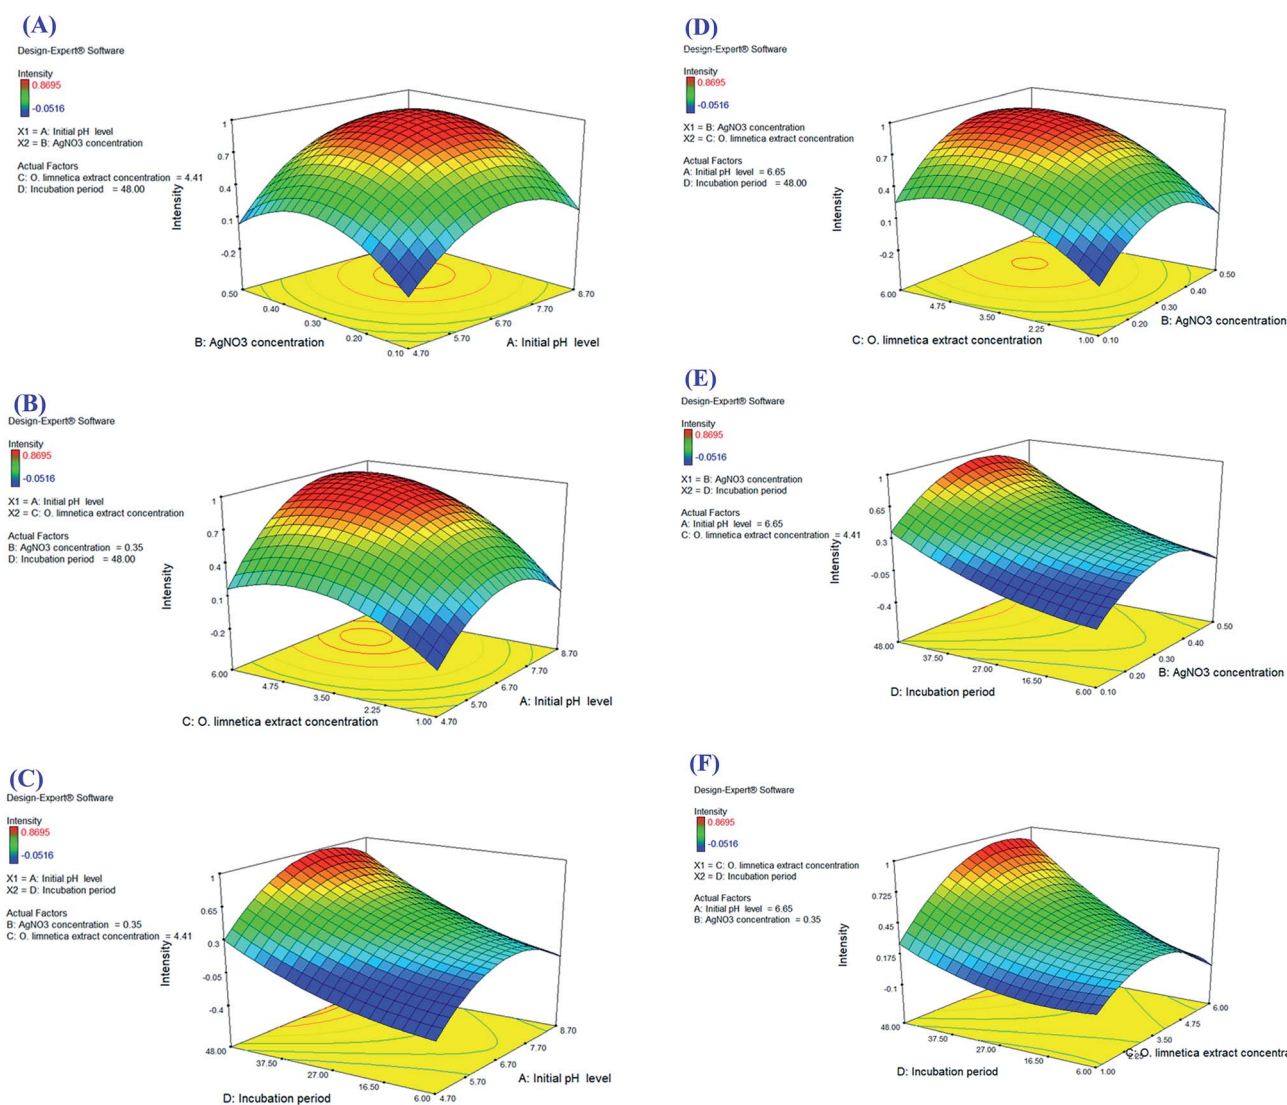 (A)
Design-Expert® Software
Intensity
0.8695
-0.0516
X1 = A: Initial pH level
X2 = B: AgNO3 concentration
Actual Factors
C: O. limnetica extract concentration = 4.41
D: Incubation period = 48.00
Intensity
1
0.7
0.4
0.1
-0.2
0.50
0.40
0.30
0.20
0.10
4.70
5.70
6.70
7.70
8.70
B: AgNO3 concentration
A: Initial pH level
(D)
Design-Expert® Software
Intensity
0.8695
-0.0516
X1 = B: AgNO3 concentration
X2 = C: O. limnetica extract concentration
Actual Factors
A: Initial pH level = 6.65
D: Incubation period = 48.00
Intensity
1
0.7
0.4
0.1
-0.2
6.00
4.75
3.50
2.25
1.00
0.10
0.20
0.30
0.40
0.50
C: O. limnetica extract concentration
B: AgNO3 concentration
(B)
Design-Expert® Software
Intensity
0.8695
-0.0516
X1 = A: Initial pH level
X2 = C: O. limnetica extract concentration
Actual Factors
B: AgNO3 concentration = 0.35
D: Incubation period = 48.00
Intensity
1
0.7
0.4
0.1
-0.2
6.00
4.75
3.50
2.25
1.00
4.70
5.70
6.70
7.70
8.70
C: O. limnetica extract concentration
A: Initial pH level
(E)
Design-Expert® Software
Intensity
0.8695
-0.0516
X1 = B: AgNO3 concentration
X2 = D: Incubation period
Actual Factors
A: Initial pH level = 6.65
C: O. limnetica extract concentration = 4.41
Intensity
1
0.65
0.3
-0.05
-0.4
48.00
37.50
27.00
16.50
6.00
0.10
0.20
0.30
0.40
0.50
D: Incubation period
B: AgNO3 concentration
(C)
Design-Expert® Software
Intensity
0.8695
-0.0516
X1 = A: Initial pH level
X2 = D: Incubation period
Actual Factors
B: AgNO3 concentration = 0.35
C: O. limnetica extract concentration = 4.41
Intensity
1
0.65
0.3
-0.05
-0.4
48.00
37.50
27.00
16.50
6.00
4.70
5.70
6.70
7.70
8.70
D: Incubation period
A: Initial pH level
(F)
Design-Expert® Software
Intensity
0.8695
-0.0516
X1 = C: O. limnetica extract concentration
X2 = D: Incubation period
Actual Factors
A: Initial pH level = 6.65
B: AgNO3 concentration = 0.35
Intensity
1
0.725
0.45
0.175
-0.1
48.00
37.50
27.00
16.50
6.00
1.00
2.25
3.50
4.75
6.00
D: Incubation period
C: O. limnetica extract concentra